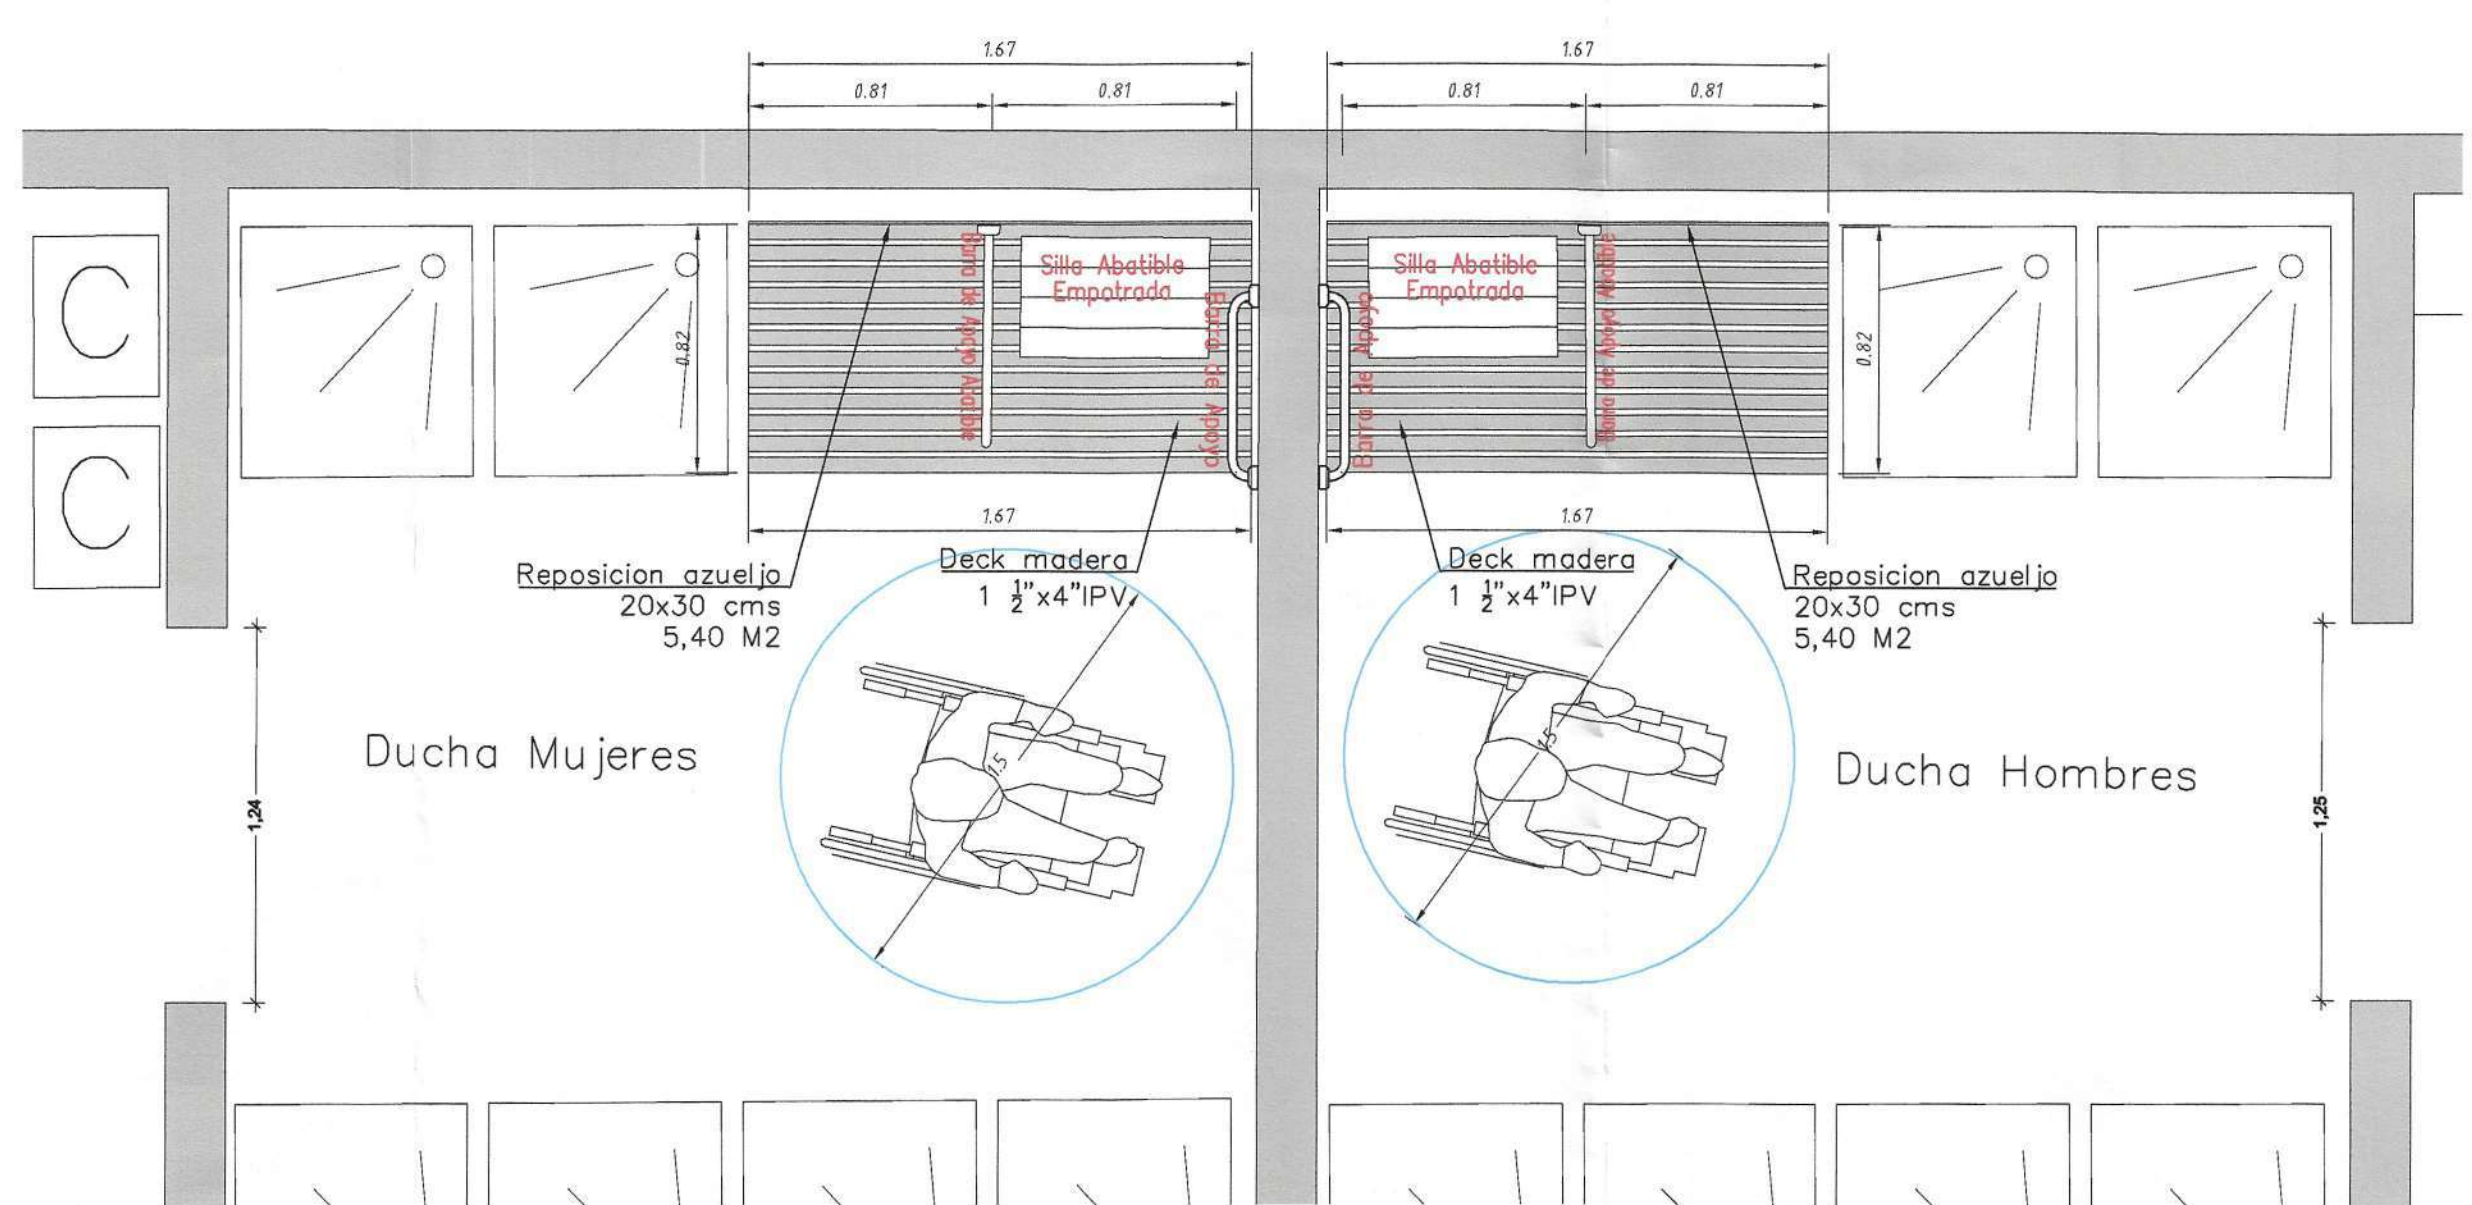 1.67
1.67
0.81
0.81
0.81
0.81
Barra de Apoyo Abatible
Silla Abatible
Empotrada
Barra de Apoyo
Barra de Apoyo
Silla Abatible
Empotrada
Barra de Apoyo Abatible
0.82
0.82
1.67
1.67
Reposicion azueljo
20x30 cms
5,40 M2
Deck madera
1 ½"x4"IPV
Deck madera
1 ½"x4"IPV
Reposicion azueljo
20x30 cms
5,40 M2
Ducha Mujeres
1.5
1.5
Ducha Hombres
1,24
1,25